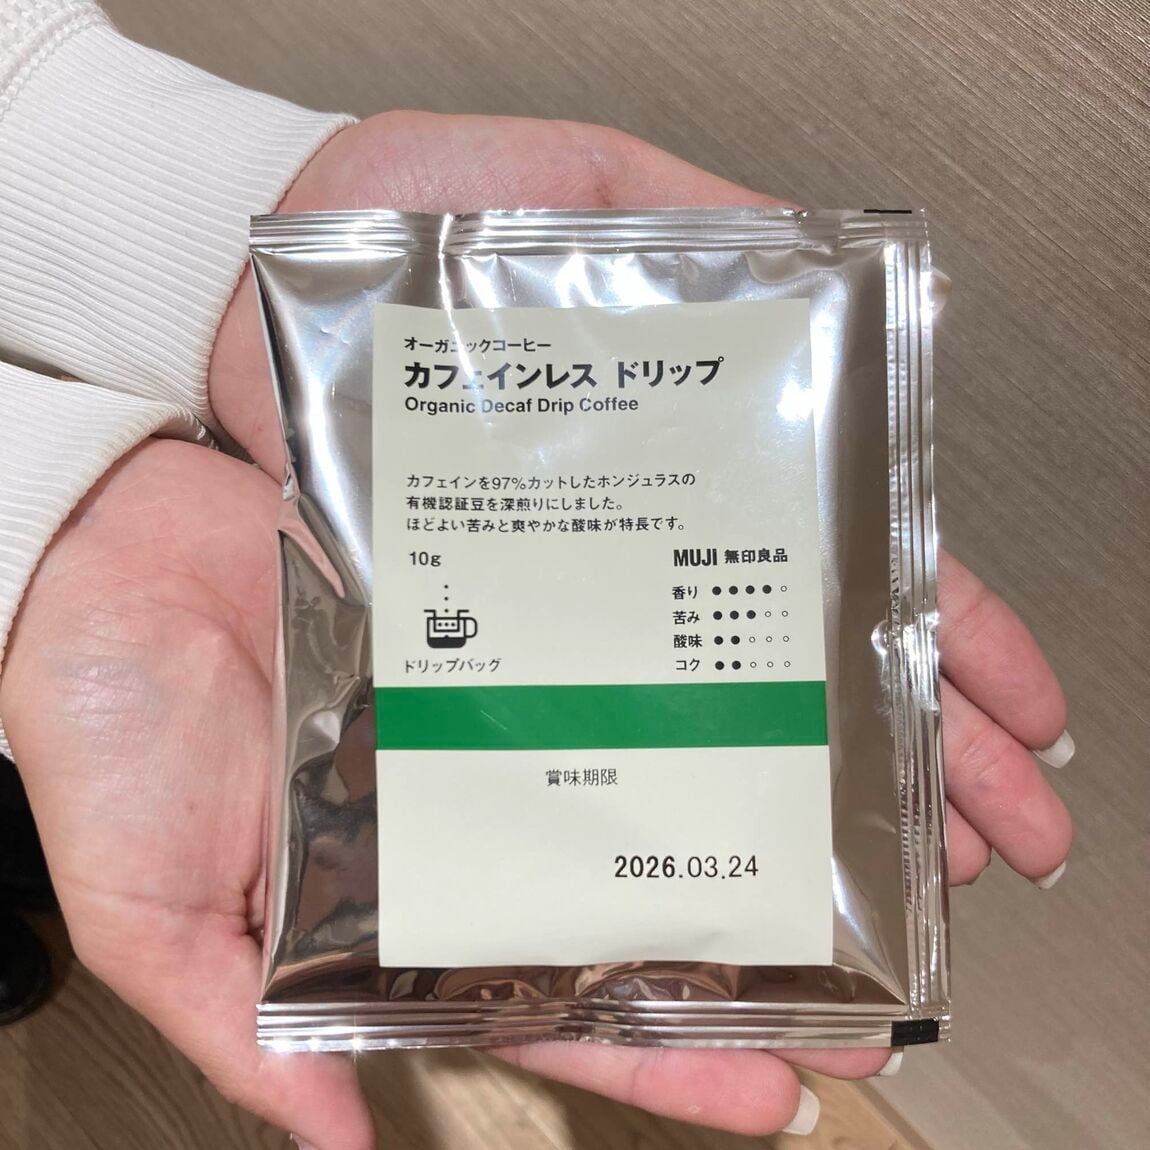 オーガニックコーヒー
カフェインレス ドリップ
Organic Decaf Drip Coffee
カフェインを97%カットしたホンジュラスの
有機認証豆を深煎りにしました。
ほどよい苦みと爽やかな酸味が特長です。
10g
MUJI 無印良品
香り ●●●●○
苦み ●●●○○
酸味 ●●○○○
コク ●●○○○
ドリップバッグ
賞味期限
2026.03.24